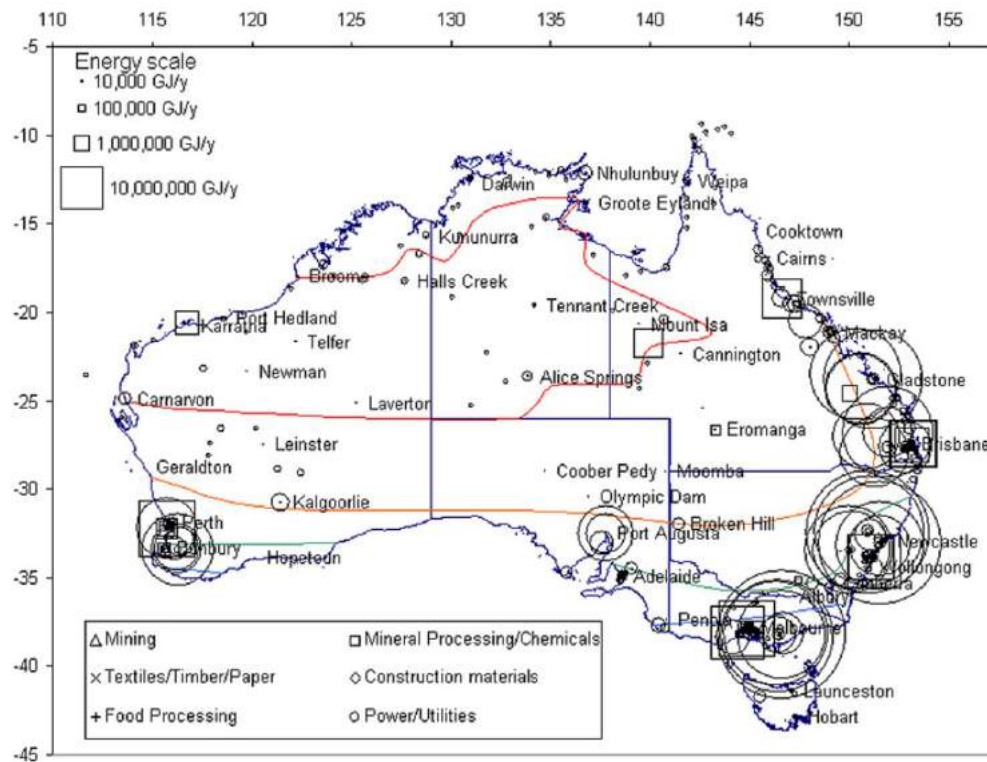 110 115 120 125 130 135 140 145 150 155
-5
Energy scale
10,000 GJ/y
100,000 GJ/y
-10
1,000,000 GJ/y
10,000,000 GJ/y
Darwin
Nhulunbuy
Weipa
Groote Eylandt
-15
Kununurra
Cooktown
Cairns
Broome
Halls Creek
Tennant Creek
Townsville
-20
Port Hedland
Karratha
Mount Isa
Mackay
Telfer
Cannington
Newman
Alice Springs
Gladstone
-25
Carnarvon
Laverton
Eromanga
Brisbane
Leinster
Geraldton
Coober Pedy
Moomba
-30
Olympic Dam
Kalgoorlie
Broken Hill
Perth
Port Augusta
Newcastle
Bunbury
Hopetoun
Wollongong
-35
Adelaide
Albury
Penola
Melbourne
Mining
Mineral Processing/Chemicals
-40
Textiles/Timber/Paper
Construction materials
Launceston
Food Processing
Power/Utilities
Hobart
-45